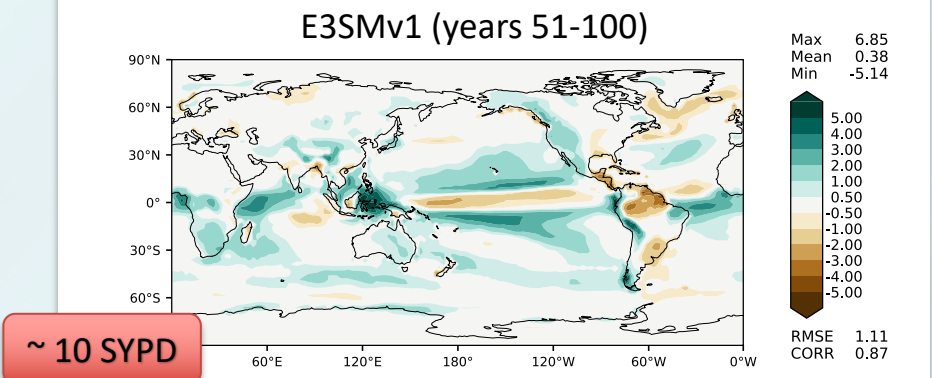 E3SMv1 (years 51-100)
Max 6.85
Mean 0.38
Min -5.14
90°N
60°N
30°N
0°
30°S
60°S
5.00
4.00
3.00
2.00
1.00
0.50
-0.50
-1.00
-2.00
-3.00
-4.00
-5.00
~ 10 SYPD
60°E
120°E
180°
120°W
60°W
0°W
RMSE 1.11
CORR 0.87